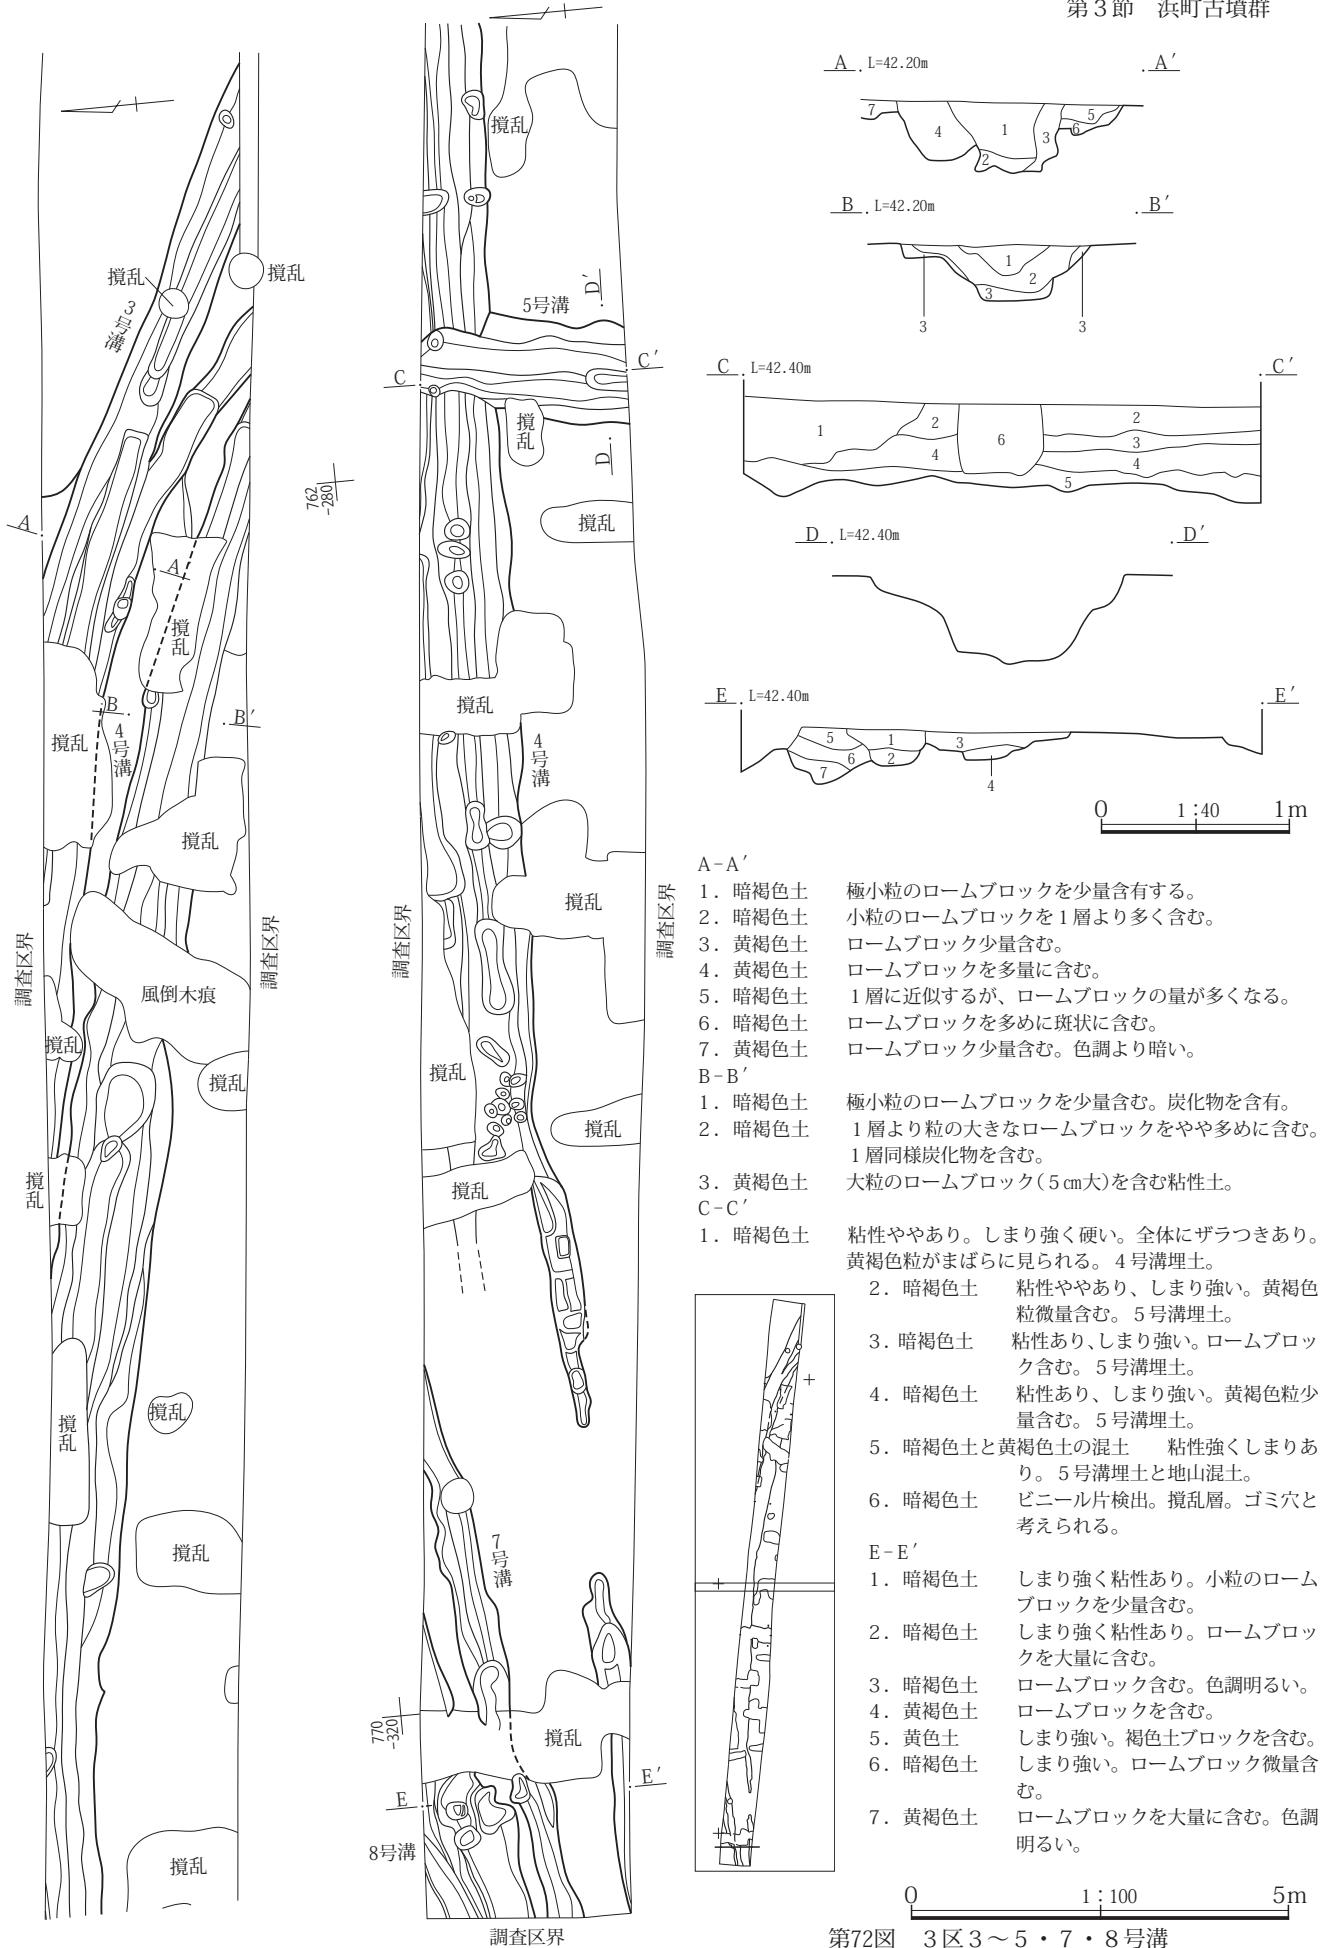 第３節　浜町古墳群
A　L=42.20m　A′
7
4
1
3
5
6
2
B　L=42.20m　B′
1
2
3
3
3
C　L=42.40m　C′
1
2
4
6
2
3
4
5
D　L=42.40m　D′
E　L=42.40m　E′
5
1
3
6
2
7
4
0　1：40　1m
撹乱
撹乱
3号溝
A
A′
撹乱
B
B′
4号溝
撹乱
撹乱
調査区界
調査区界
風倒木痕
撹乱
撹乱
撹乱
撹乱
撹乱
撹乱
撹乱
撹乱
D′
5号溝
C
C′
撹乱
D
762
-280
撹乱
撹乱
4号溝
撹乱
調査区界
調査区界
撹乱
撹乱
撹乱
7号溝
770
-320
撹乱
E
E′
8号溝
調査区界
A−A′
１．暗褐色土　極小粒のロームブロックを少量含有する。
２．暗褐色土　小粒のロームブロックを１層より多く含む。
３．黄褐色土　ロームブロック少量含む。
４．黄褐色土　ロームブロックを多量に含む。
５．暗褐色土　１層に近似するが、ロームブロックの量が多くなる。
６．暗褐色土　ロームブロックを多めに斑状に含む。
７．黄褐色土　ロームブロック少量含む。色調より暗い。
B−B′
１．暗褐色土　極小粒のロームブロックを少量含む。炭化物を含有。
２．暗褐色土　１層より粒の大きなロームブロックをやや多めに含む。
１層同様炭化物を含む。
３．黄褐色土　大粒のロームブロック（５㎝大）を含む粘性土。
C−C′
１．暗褐色土　粘性ややあり。しまり強く硬い。全体にザラつきあり。
黄褐色粒がまばらに見られる。４号溝埋土。
２．暗褐色土　粘性ややあり、しまり強い。黄褐色
粒微量含む。５号溝埋土。
３．暗褐色土　粘性あり、しまり強い。ロームブロッ
ク含む。５号溝埋土。
４．暗褐色土　粘性あり、しまり強い。黄褐色粒少
量含む。５号溝埋土。
５．暗褐色土と黄褐色土の混土　粘性強くしまりあ
り。５号溝埋土と地山混土。
６．暗褐色土　ビニール片検出。撹乱層。ゴミ穴と
考えられる。
E−E′
１．暗褐色土　しまり強く粘性あり。小粒のローム
ブロックを少量含む。
２．暗褐色土　しまり強く粘性あり。ロームブロッ
クを大量に含む。
３．暗褐色土　ロームブロック含む。色調明るい。
４．黄褐色土　ロームブロックを含む。
５．黄色土　しまり強い。褐色土ブロックを含む。
６．暗褐色土　しまり強い。ロームブロック微量含
む。
７．黄褐色土　ロームブロックを大量に含む。色調
明るい。
0　1：100　5m
第72図　３区３～５・７・８号溝